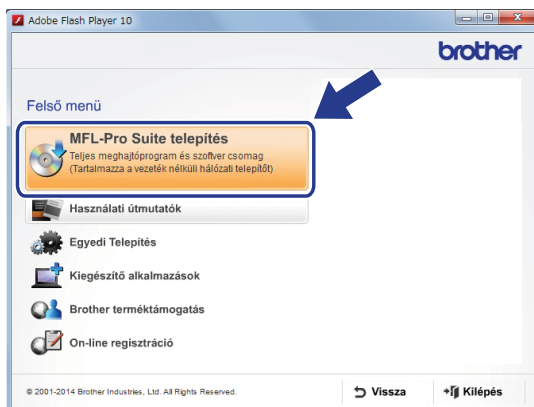 Adobe Flash Player 10
brother
Felső menü
MFL-Pro Suite telepítés
Teljes meghajtóprogram és szoftver csomag
(Tartalmazza a vezeték nélküli hálózati telepítőt)
Használati útmutatók
Egyedi Telepítés
Kiegészítő alkalmazások
Brother terméktámogatás
On-line regisztráció
© 2001-2014 Brother Industries, Ltd. All Rights Reserved.
Vissza
Kilépés